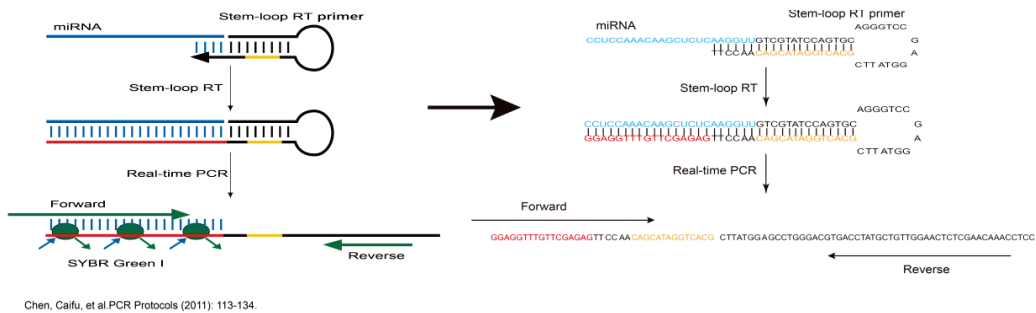 miRNA
Stem-loop RT primer
Stem-loop RT
Real-time PCR
Forward
SYBR Green I
Reverse
Chen, Caifu, et al.PCR Protocols (2011): 113-134.
Stem-loop RT primer
miRNA
AGGGTCC
CCUCCAAACAAGCUCUCAAGGUUGTCGTATCCAGTGC
G
TTCCAACAGCATAGGTCACG
A
CTTATGG
Stem-loop RT
AGGGTCC
CCUCCAAACAAGCUCUCAAGGUUGTCGTATCCAGTGC
G
GGAGGTTTGTTCGAGAGTTCCAACAGCATAGGTCACG
A
CTTATGG
Real-time PCR
Forward
GGAGGTTTGTTCGAGAGTTCCAACAGCATAGGTCACG CTTATGGAGCCTGGGACGTGACCTATGCTGTTGGAACTCTCGAACAAACCTCC
Reverse